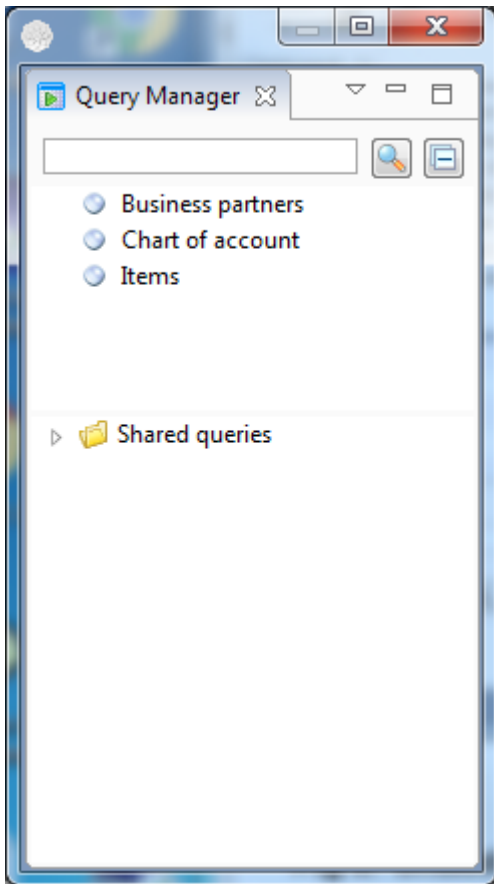 Query Manager
Business partners
Chart of account
Items
Shared queries